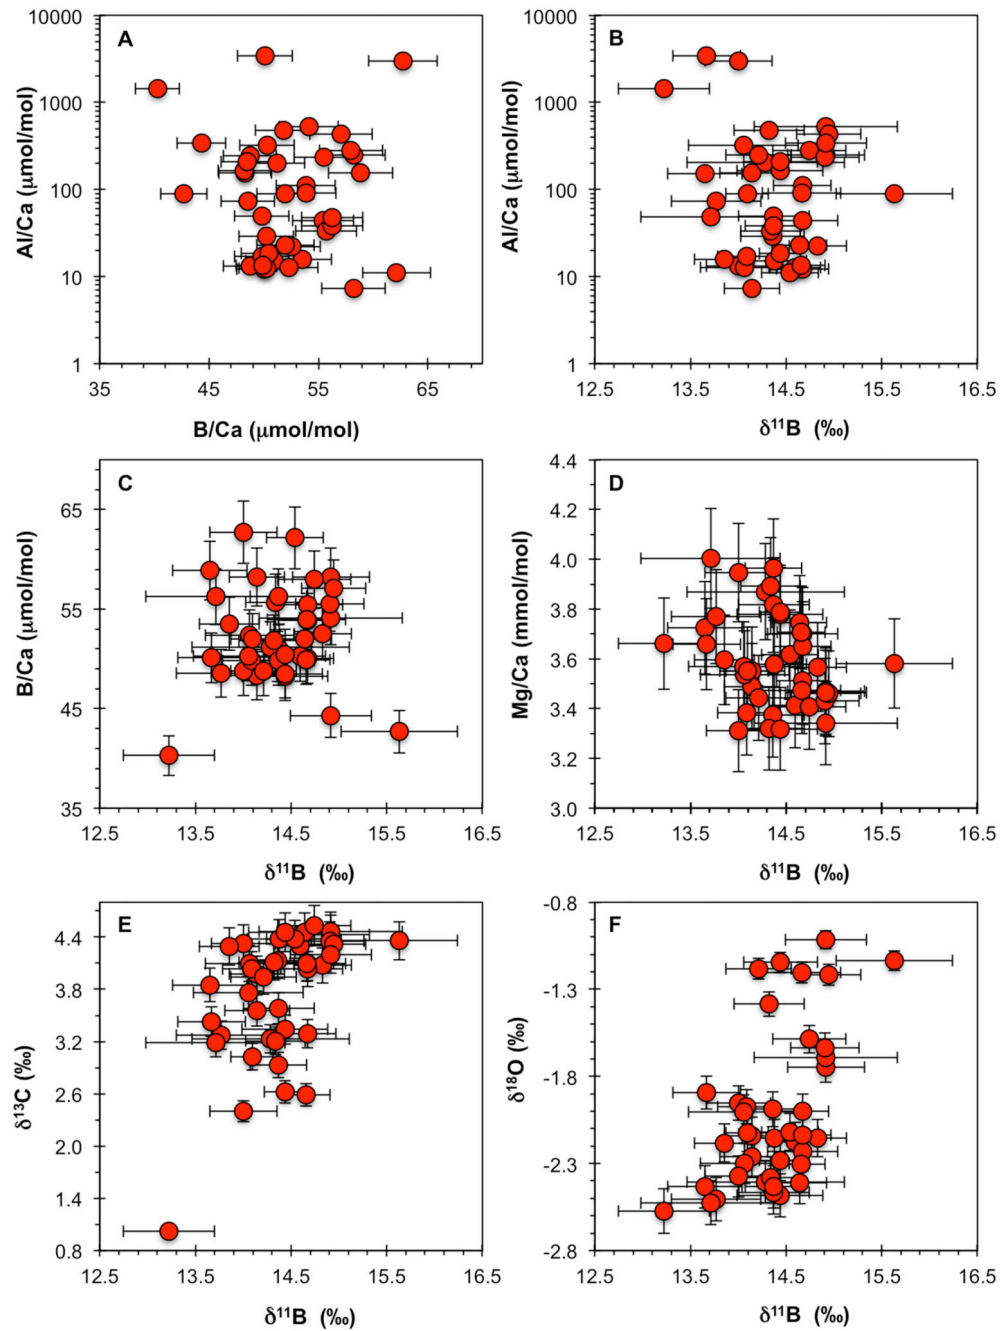 A
Al/Ca (μmol/mol)
10000
1000
100
10
1
35 45 55 65
B/Ca (μmol/mol)
B
Al/Ca (μmol/mol)
10000
1000
100
10
1
12.5 13.5 14.5 15.5 16.5
δ¹¹B (‰)
C
B/Ca (μmol/mol)
65
55
45
35
12.5 13.5 14.5 15.5 16.5
δ¹¹B (‰)
D
Mg/Ca (mmol/mol)
4.4
4.2
4.0
3.8
3.6
3.4
3.2
3.0
12.5 13.5 14.5 15.5 16.5
δ¹¹B (‰)
E
δ¹³C (‰)
4.4
3.8
3.2
2.6
2.0
1.4
0.8
12.5 13.5 14.5 15.5 16.5
δ¹¹B (‰)
F
δ¹⁸O (‰)
-0.8
-1.3
-1.8
-2.3
-2.8
12.5 13.5 14.5 15.5 16.5
δ¹¹B (‰)